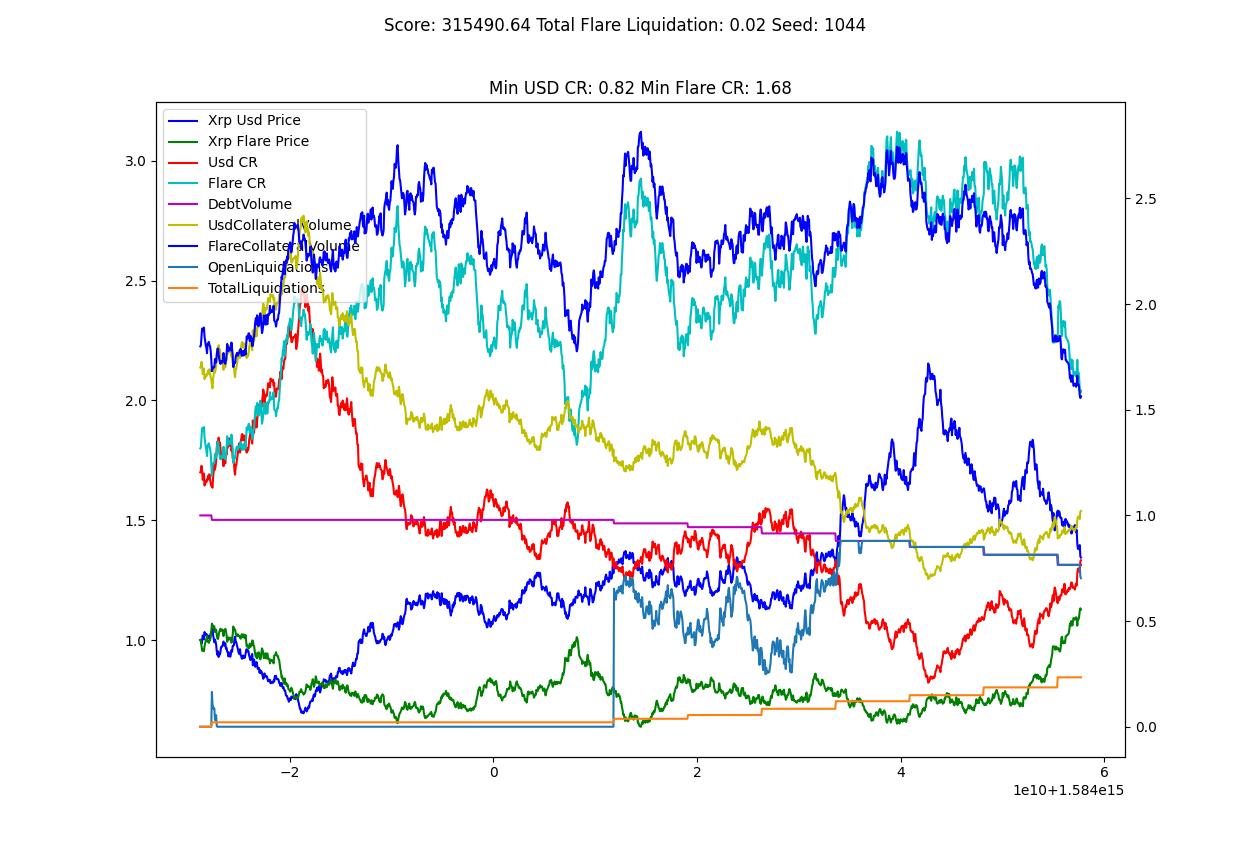 Score: 315490.64 Total Flare Liquidation: 0.02 Seed: 1044
Min USD CR: 0.82 Min Flare CR: 1.68
Xrp Usd Price
Xrp Flare Price
Usd CR
Flare CR
DebtVolume
UsdCollateralVolume
FlareCollateralVolume
OpenLiquidations
TotalLiquidations
3.0
2.5
2.0
1.5
1.0
2.5
2.0
1.5
1.0
0.5
0.0
−2 0 2 4 6
1e10+1.584e15